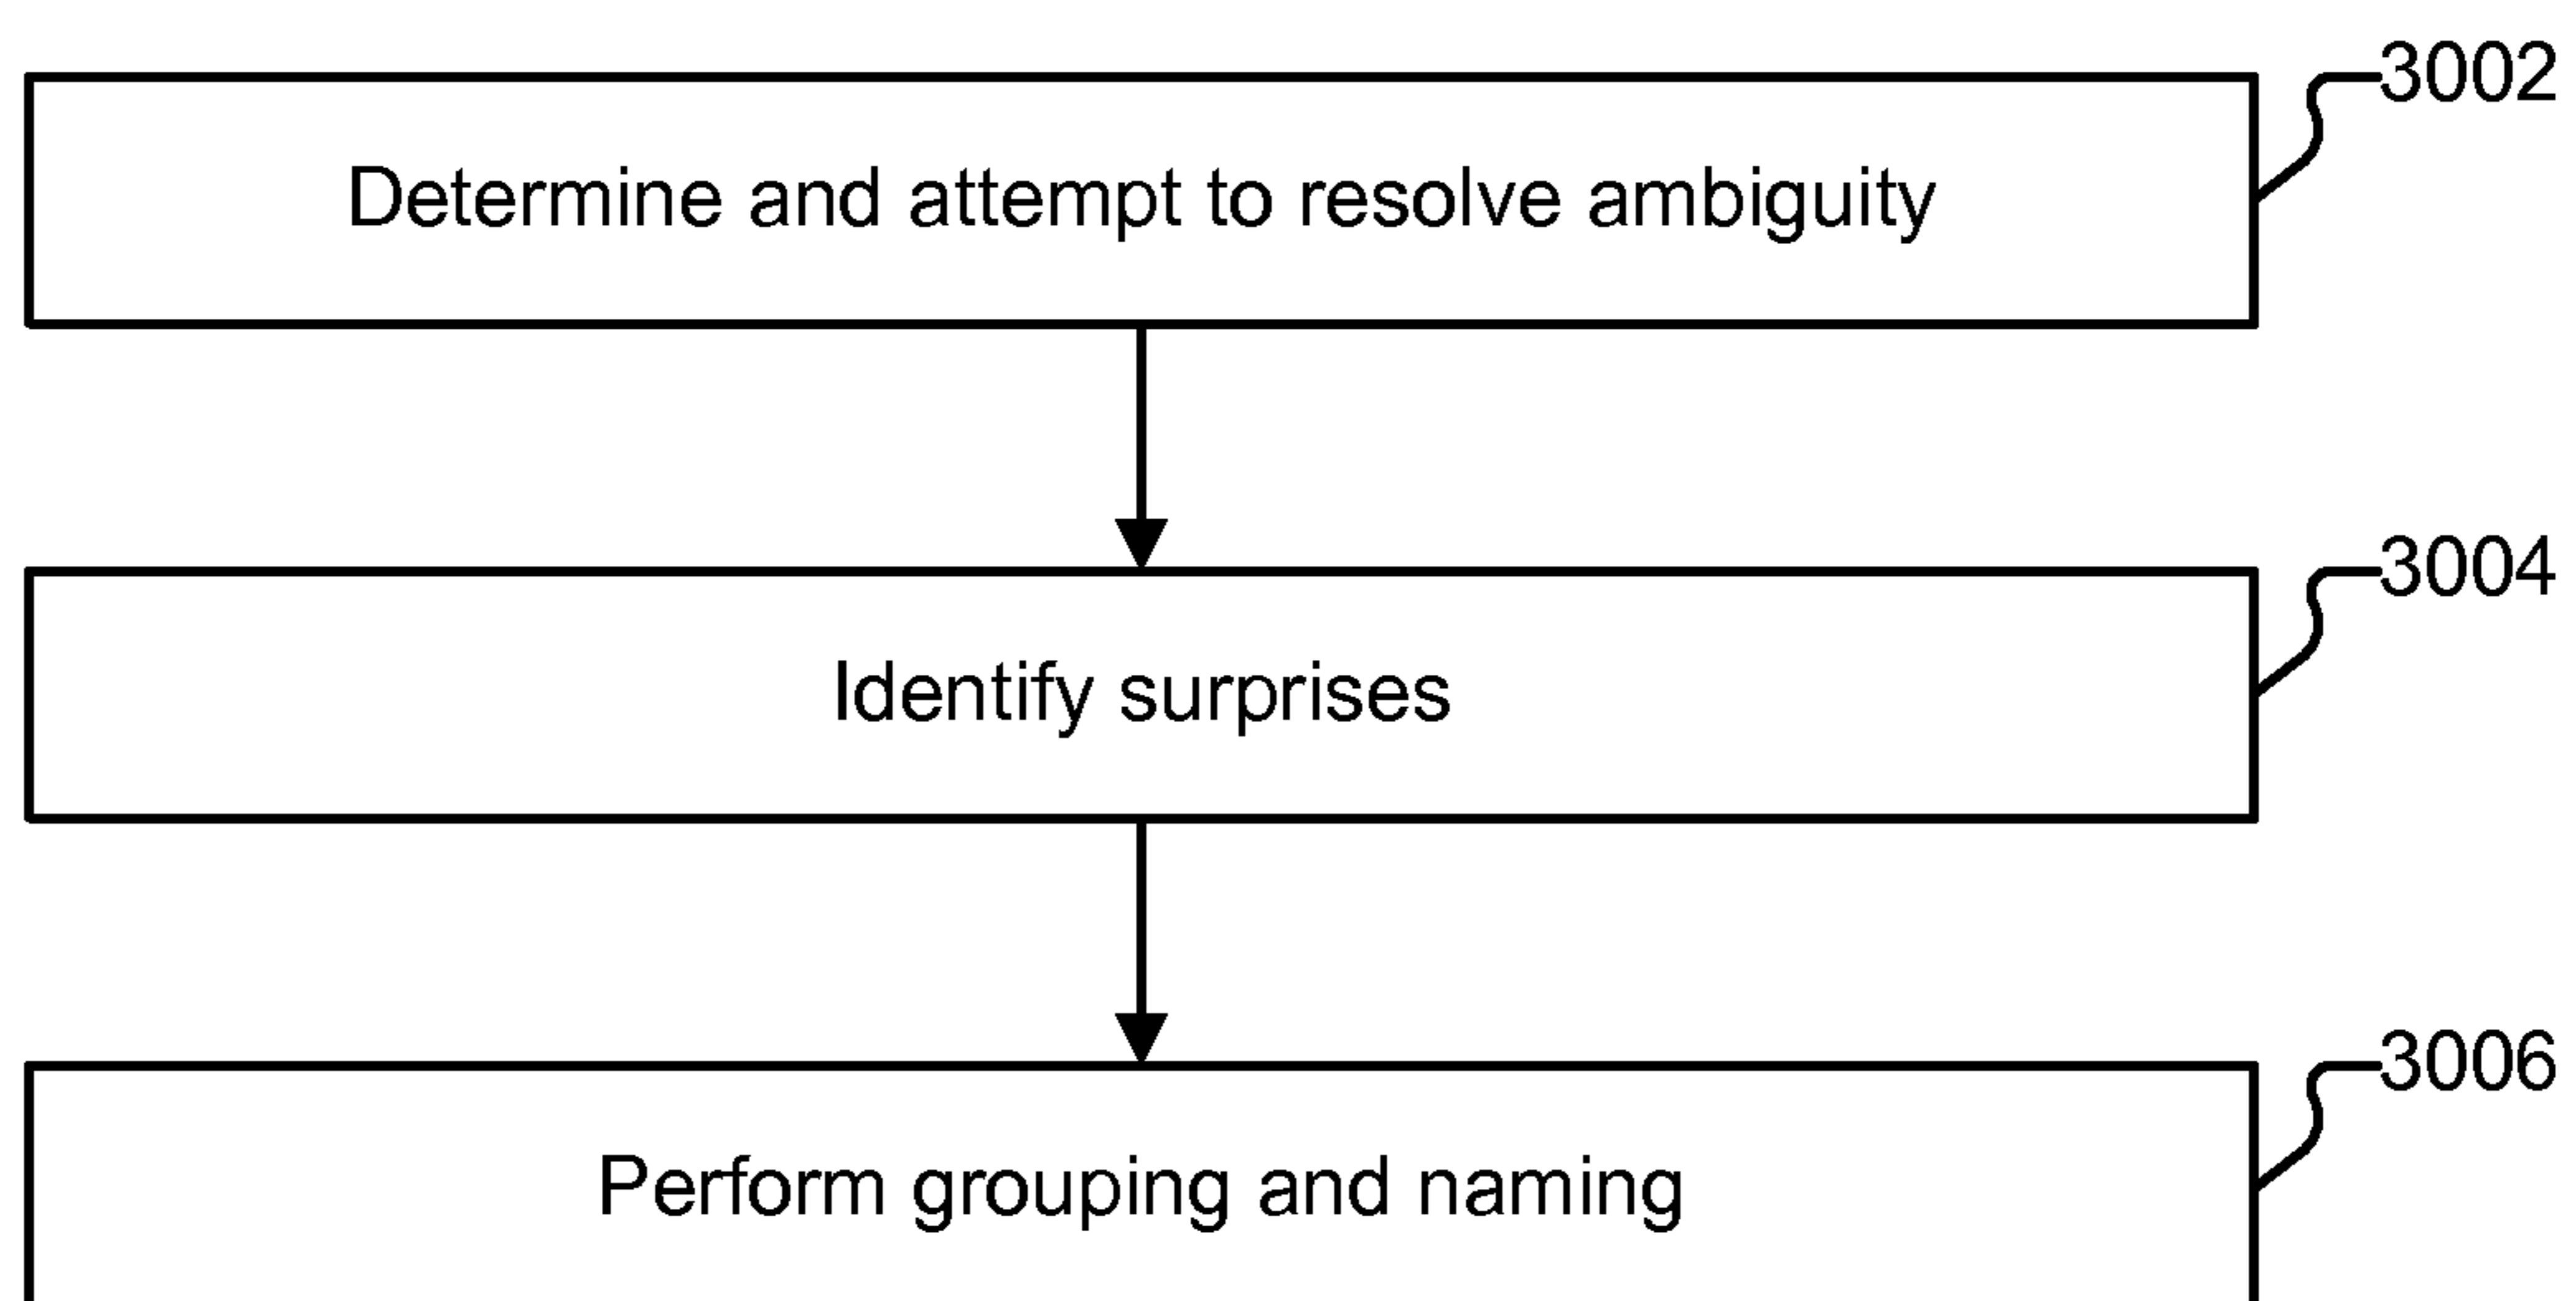 3002
Determine and attempt to resolve ambiguity
3004
Identify surprises
3006
Perform grouping and naming